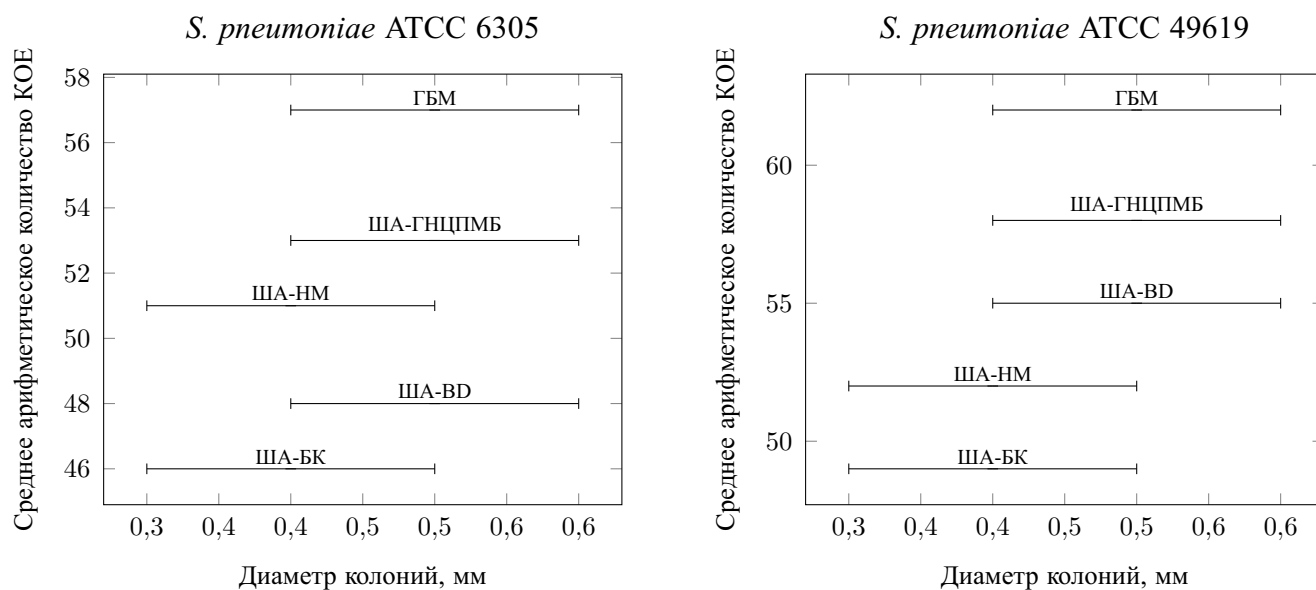 S. pneumoniae ATCC 6305
Среднее арифметическое количество КОЕ
58
56
54
52
50
48
46
ГБМ
ША-ГНЦПМБ
ША-НМ
ША-BD
ША-БК
0,3 0,4 0,4 0,5 0,5 0,6 0,6
Диаметр колоний, мм
S. pneumoniae ATCC 49619
Среднее арифметическое количество КОЕ
60
55
50
ГБМ
ША-ГНЦПМБ
ША-BD
ША-НМ
ША-БК
0,3 0,4 0,4 0,5 0,5 0,6 0,6
Диаметр колоний, мм